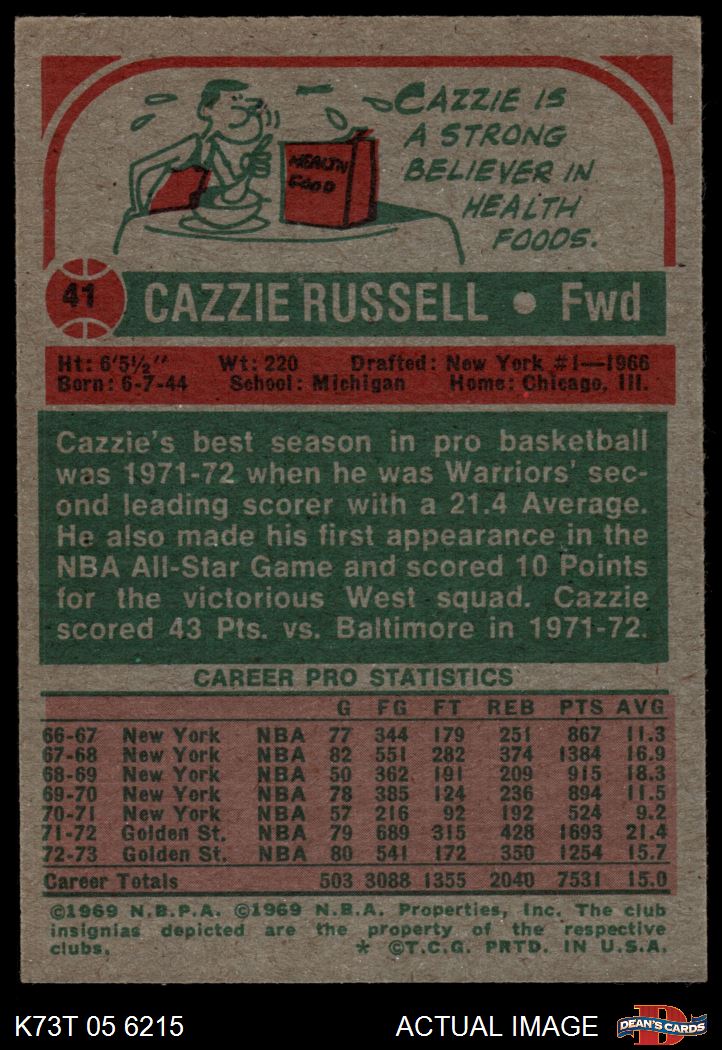 CAZZIE IS
A STRONG
BELIEVER IN
HEALTH
FOODS.
HEALTH
FOOD
41 CAZZIE RUSSELL • Fwd
Ht: 6'5½" Wt: 220 Drafted: New York #1—1966
Born: 6-7-44 School: Michigan Home: Chicago, Ill.
Cazzie's best season in pro basketball
was 1971-72 when he was Warriors' sec-
ond leading scorer with a 21.4 Average.
He also made his first appearance in the
NBA All-Star Game and scored 10 Points
for the victorious West squad. Cazzie
scored 43 Pts. vs. Baltimore in 1971-72.
CAREER PRO STATISTICS
G FG FT REB PTS AVG
66-67 New York NBA 77 344 179 251 867 11.3
67-68 New York NBA 82 551 282 374 1384 16.9
68-69 New York NBA 50 362 191 209 915 18.3
69-70 New York NBA 78 385 124 236 894 11.5
70-71 New York NBA 57 216 92 192 524 9.2
71-72 Golden St. NBA 79 689 315 428 1693 21.4
72-73 Golden St. NBA 80 541 172 350 1254 15.7
Career Totals 503 3088 1355 2040 7531 15.0
©1969 N.B.P.A. ©1969 N.B.A. Properties, Inc. The club
insignias depicted are the property of the respective
clubs. * ©T.C.G. PRTD. IN U.S.A.
K73T 05 6215 ACTUAL IMAGE D DEAN'S CARDS